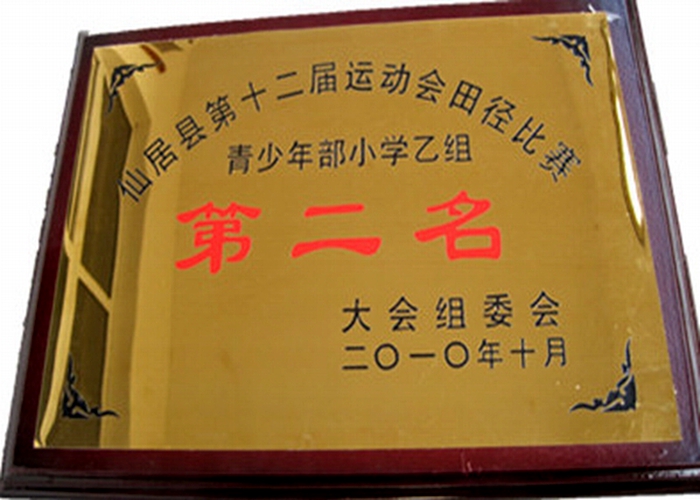 仙居县第十二届运动会田径比赛
青少年部小学乙组
第二名
大会组委会
二〇一〇年十月